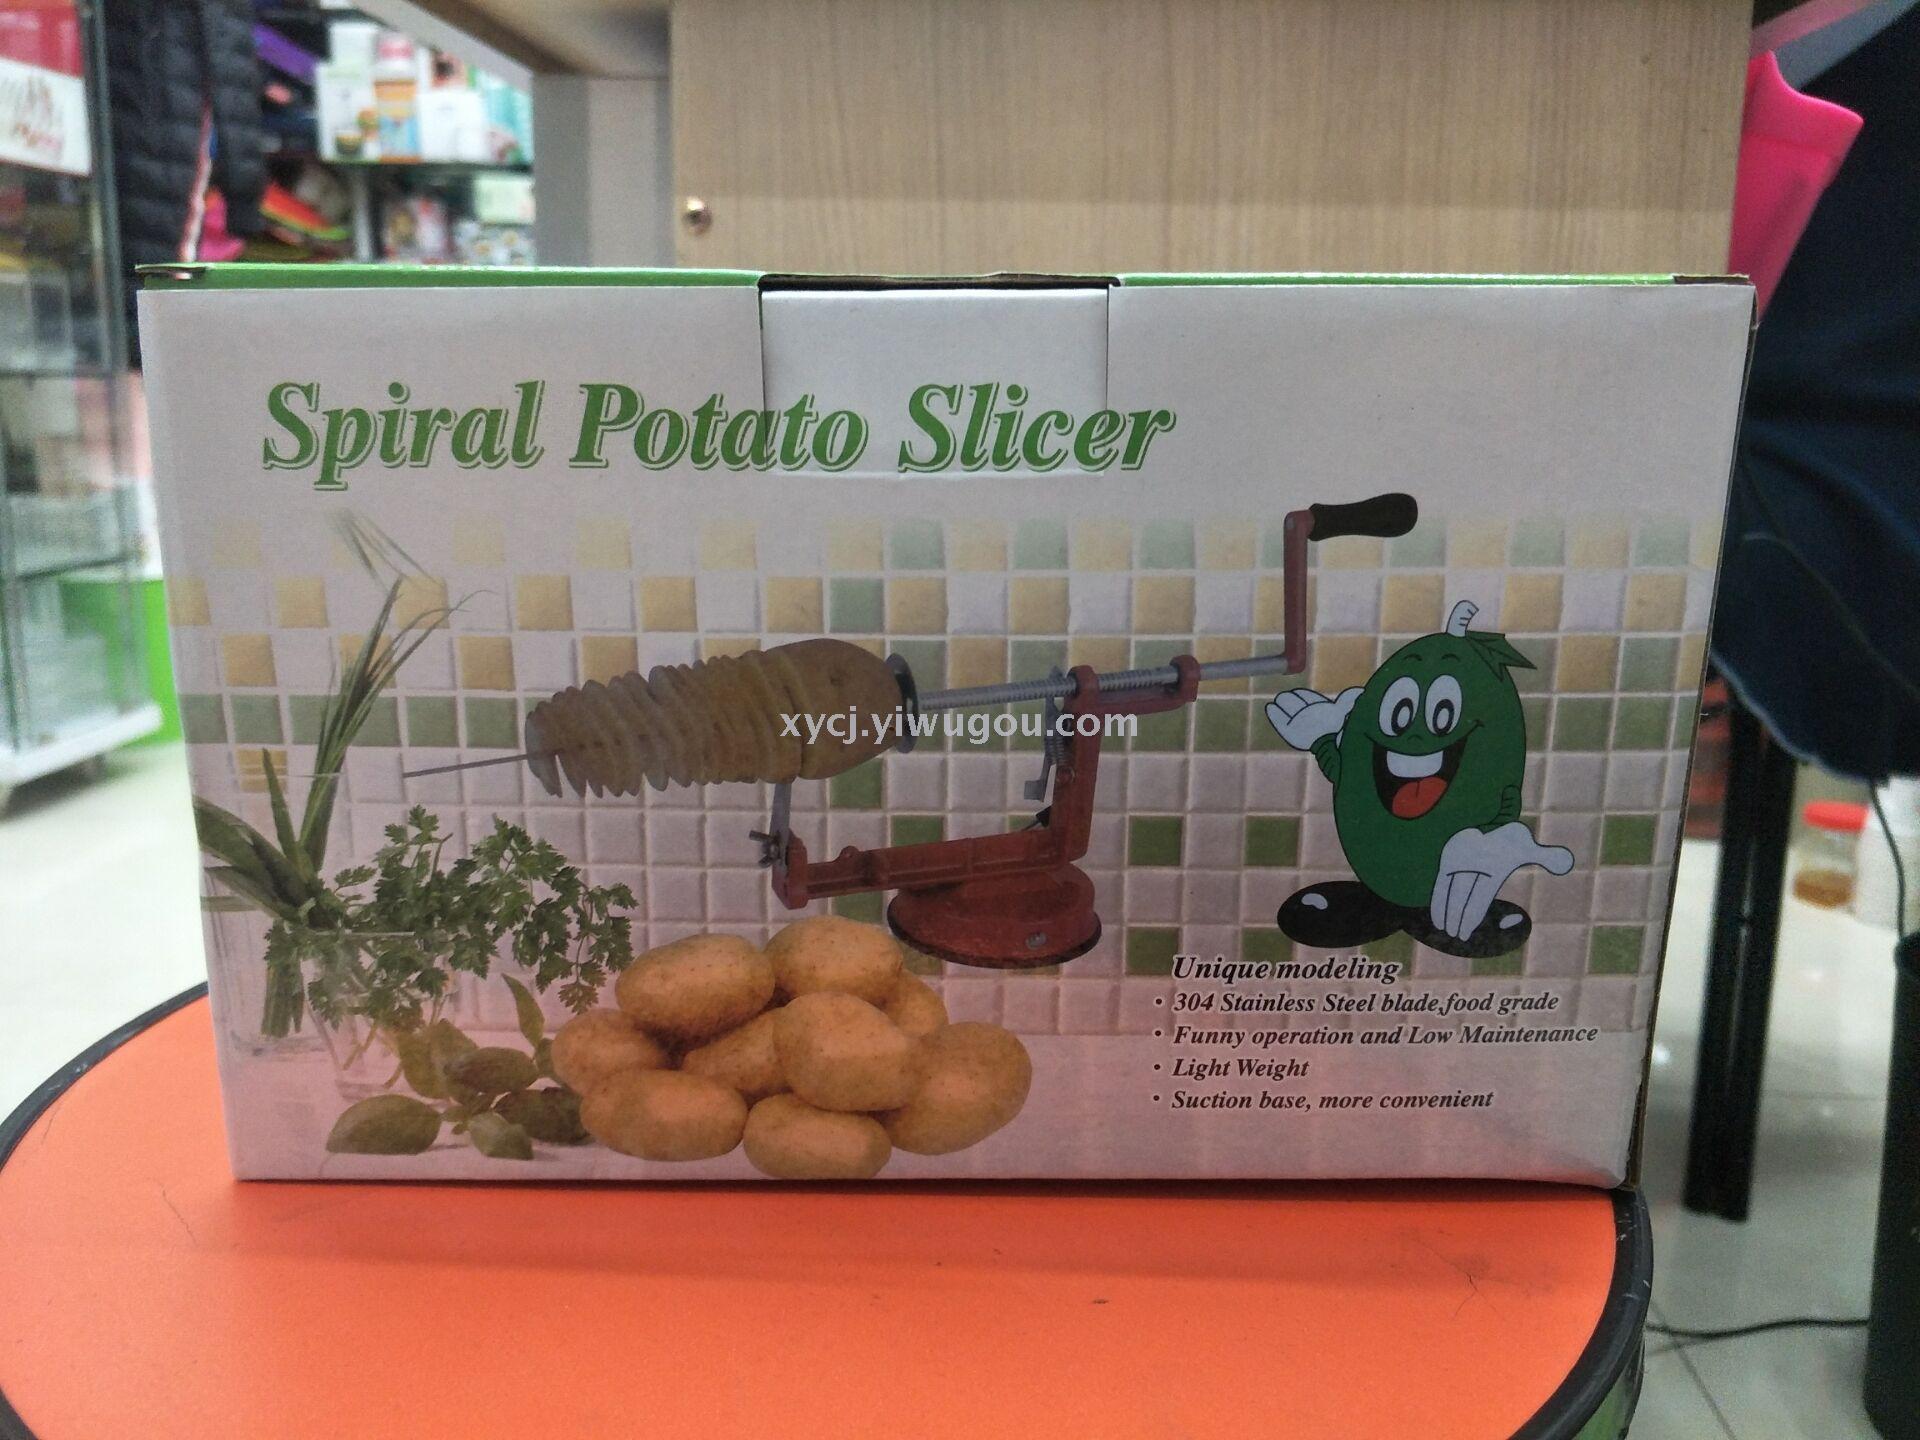 Spiral Potato Slicer
xycj.yiwugou.com
Unique modeling
• 304 Stainless Steel blade,food grade
• Funny operation and Low Maintenance
• Light Weight
• Suction base, more convenient